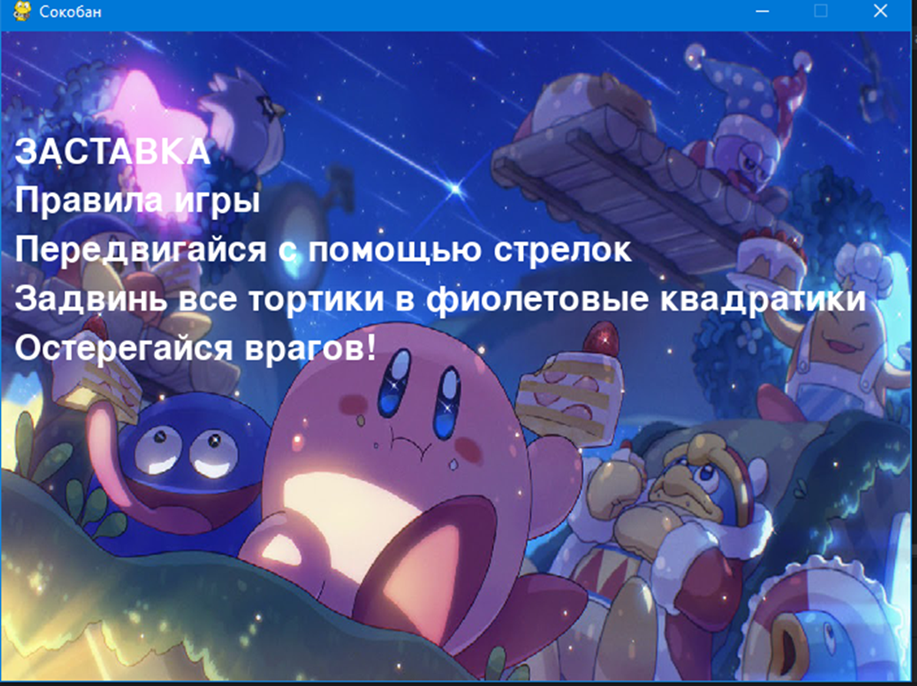 Сокобан
ЗАСТАВКА
Правила игры
Передвигайся с помощью стрелок
Задвинь все тортики в фиолетовые квадратики
Остерегайся врагов!